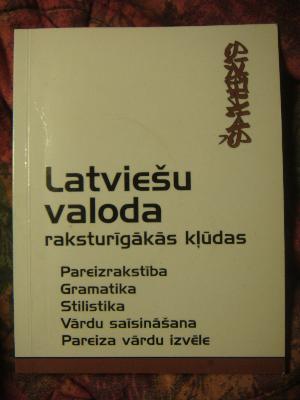 Latviešu
valoda
raksturīgākās kļūdas
Pareizrakstība
Gramatika
Stilistika
Vārdu saīsināšana
Pareiza vārdu izvēle